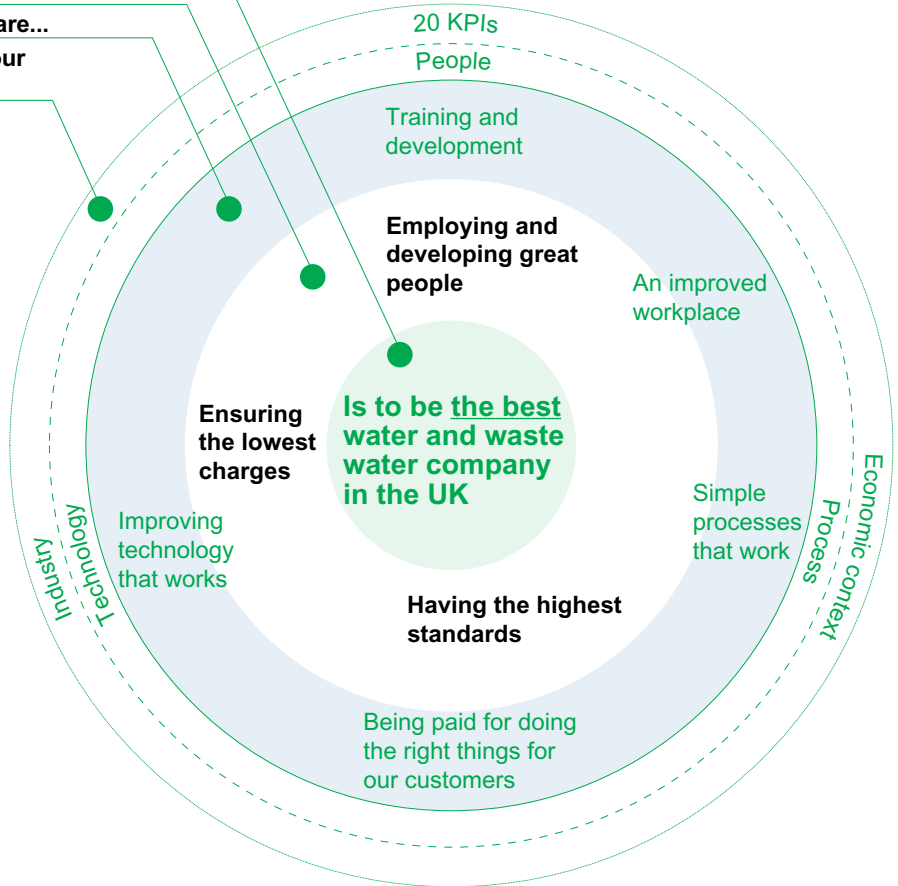 are...
our
20 KPIs
People
Training and
development
Employing and
developing great
people
An improved
workplace
Ensuring
the lowest
charges
Is to be the best
water and waste
water company
in the UK
Economic context
Process
Simple
processes
that work
Improving
technology
that works
Technology
Industry
Having the highest
standards
Being paid for doing
the right things for
our customers